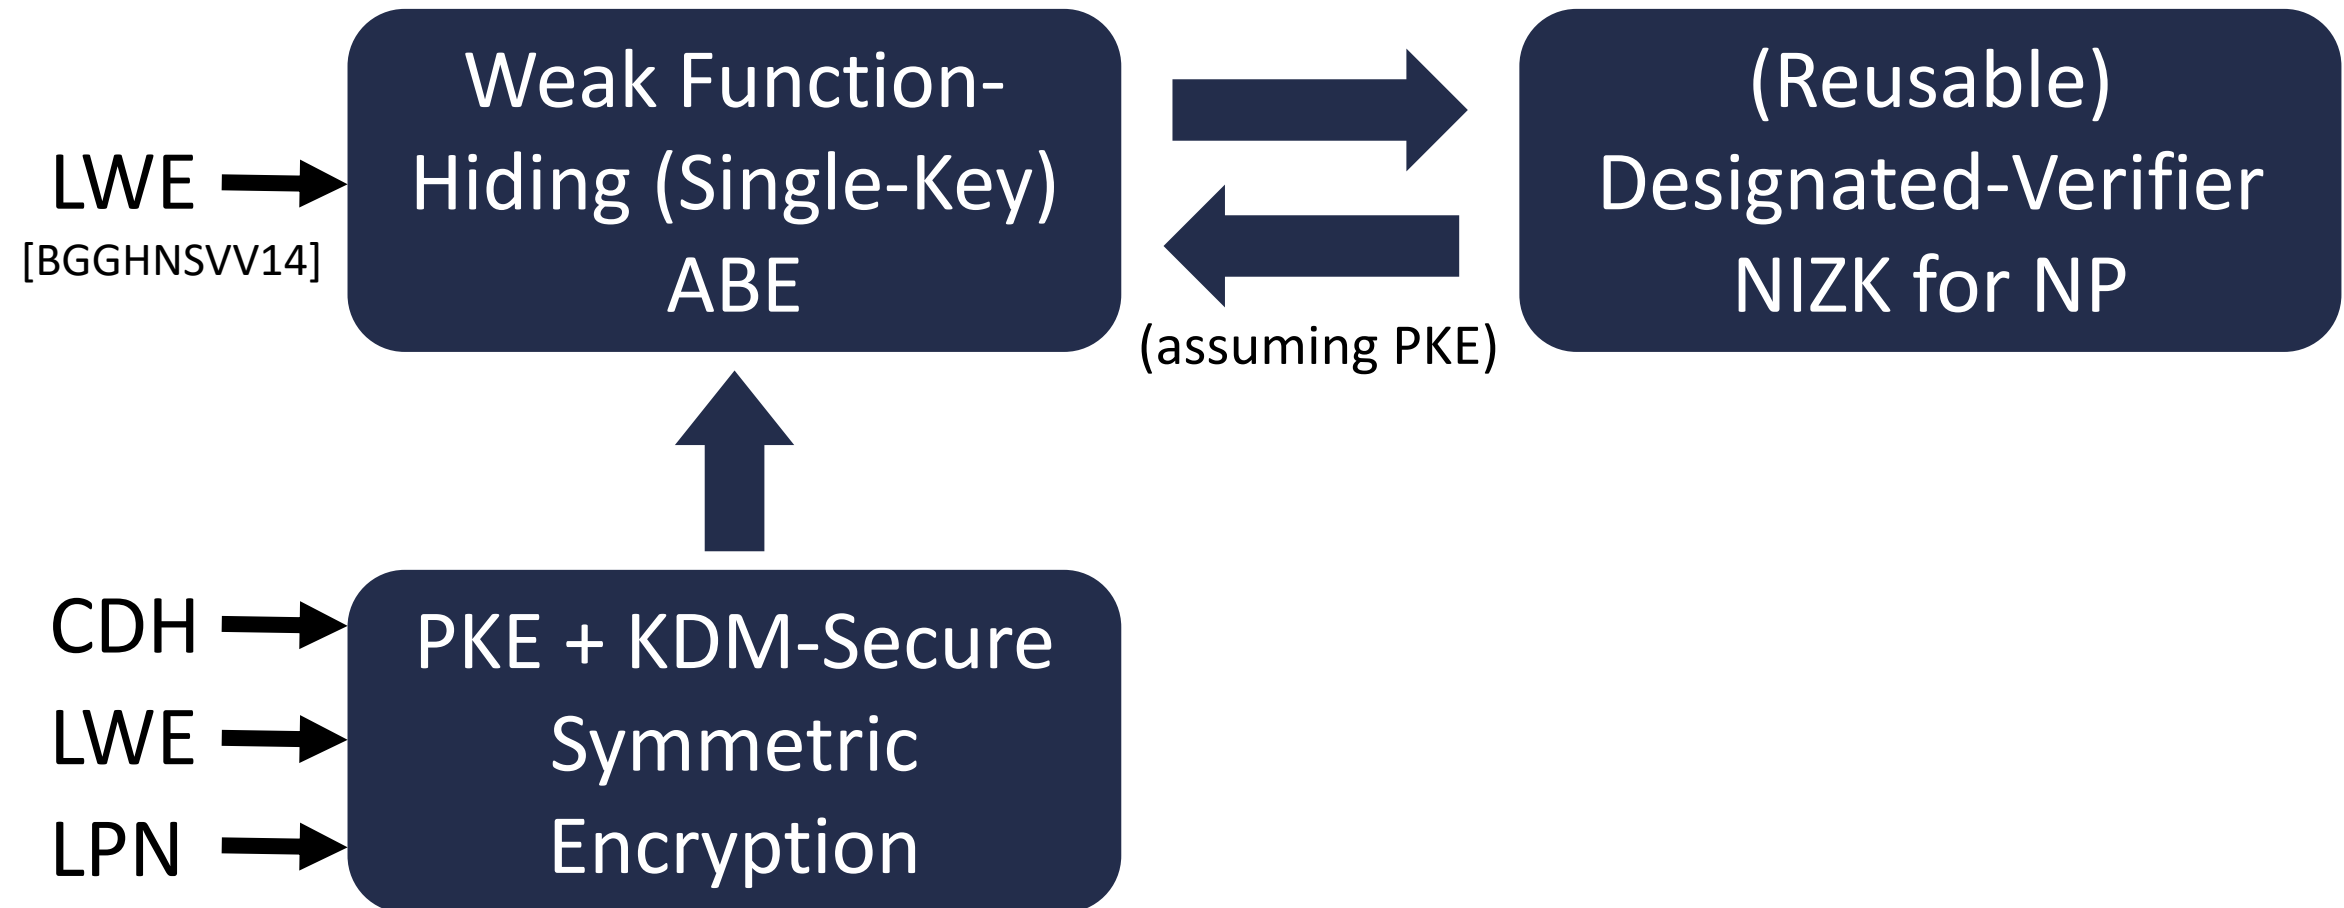 Weak Function-
Hiding (Single-Key)
ABE
(Reusable)
Designated-Verifier
NIZK for NP
LWE
[BGGHNSVV14]
(assuming PKE)
CDH
LWE
LPN
PKE + KDM-Secure
Symmetric
Encryption